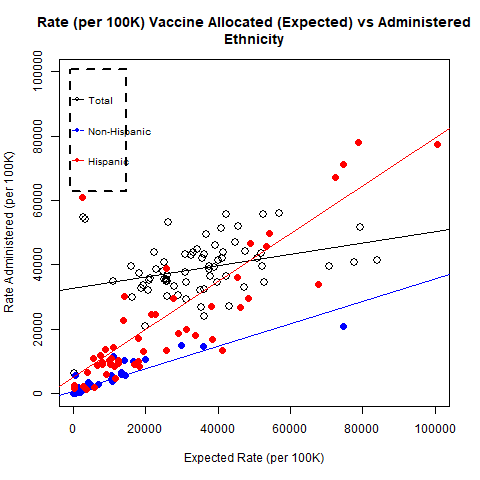 Rate (per 100K) Vaccine Allocated (Expected) vs Administered
Ethnicity
Rate Administered (per 100K)
100000
80000
60000
40000
20000
0
Total
Non-Hispanic
Hispanic
0 20000 40000 60000 80000 100000
Expected Rate (per 100K)